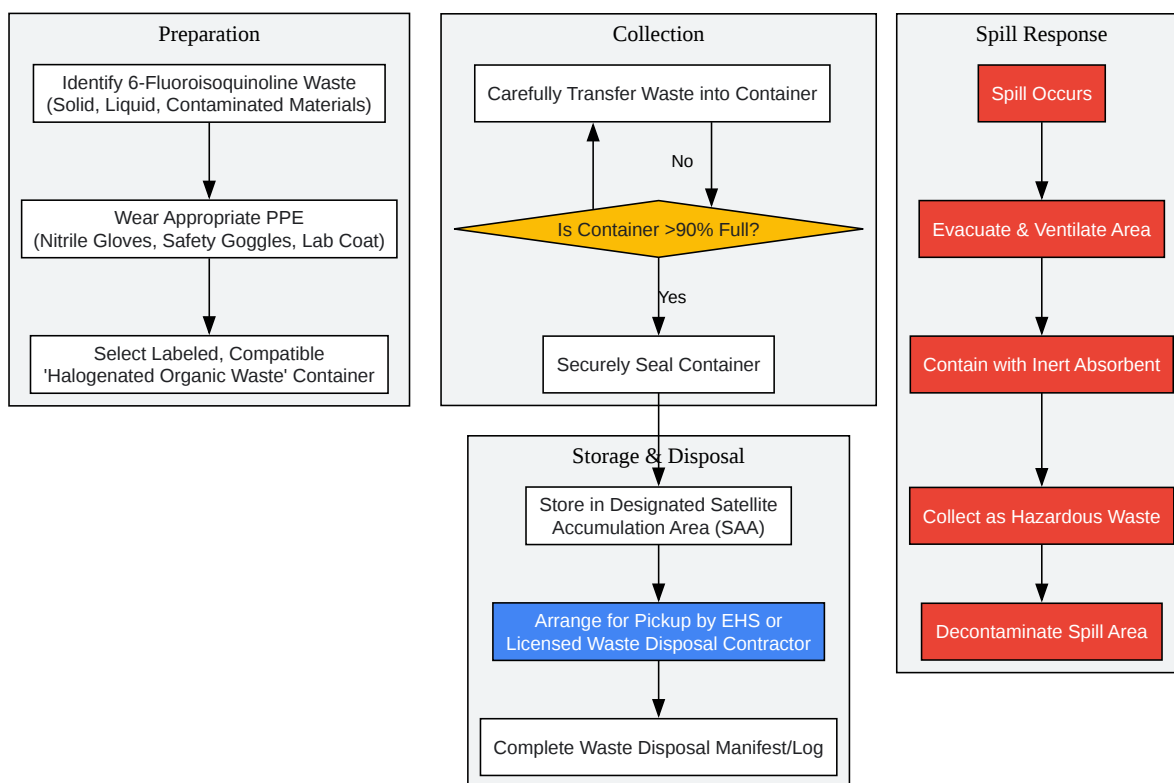 Preparation
Identify 6-Fluoroisoquinoline Waste
(Solid, Liquid, Contaminated Materials)
Wear Appropriate PPE
(Nitrile Gloves, Safety Goggles, Lab Coat)
Select Labeled, Compatible
'Halogenated Organic Waste' Container
Collection
Carefully Transfer Waste into Container
No
Is Container >90% Full?
Yes
Securely Seal Container
Storage & Disposal
Store in Designated Satellite
Accumulation Area (SAA)
Arrange for Pickup by EHS or
Licensed Waste Disposal Contractor
Complete Waste Disposal Manifest/Log
Spill Response
Spill Occurs
Evacuate & Ventilate Area
Contain with Inert Absorbent
Collect as Hazardous Waste
Decontaminate Spill Area